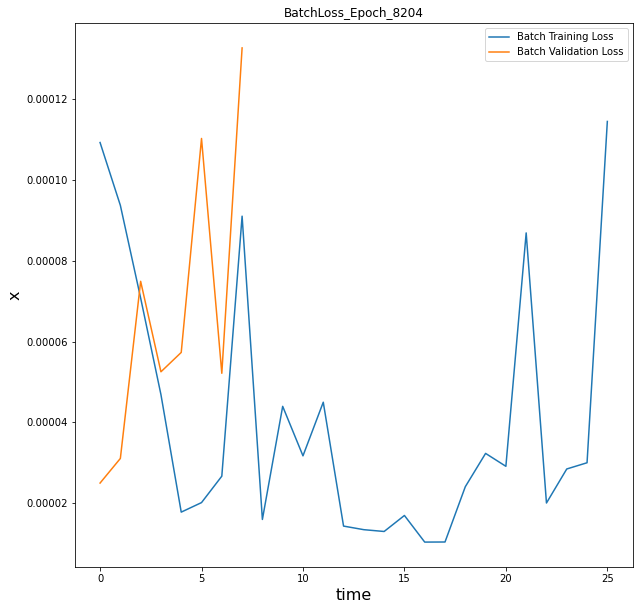 BatchLoss_Epoch_8204
Batch Training Loss
Batch Validation Loss
0.00012
0.00010
0.00008
0.00006
0.00004
0.00002
x
0 5 10 15 20 25
time